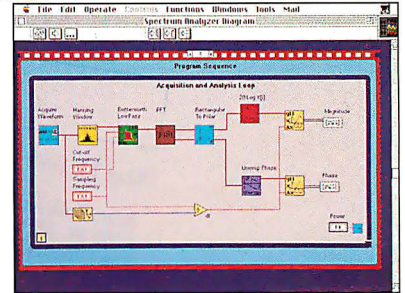 File Edit Operate Controls Functions Windows Tools Mail
Spectrum Analyzer Diagram
Program Sequence
Acquisition and Analysis Loop
20Log [X]
Acquire Hanning Butterworth FFT Rectangular
Waveform Window Low Pass To Polar
Magnitude
Cut-off
Frequency
Sampling
Frequency
Unwrap Phase
Phase
Power